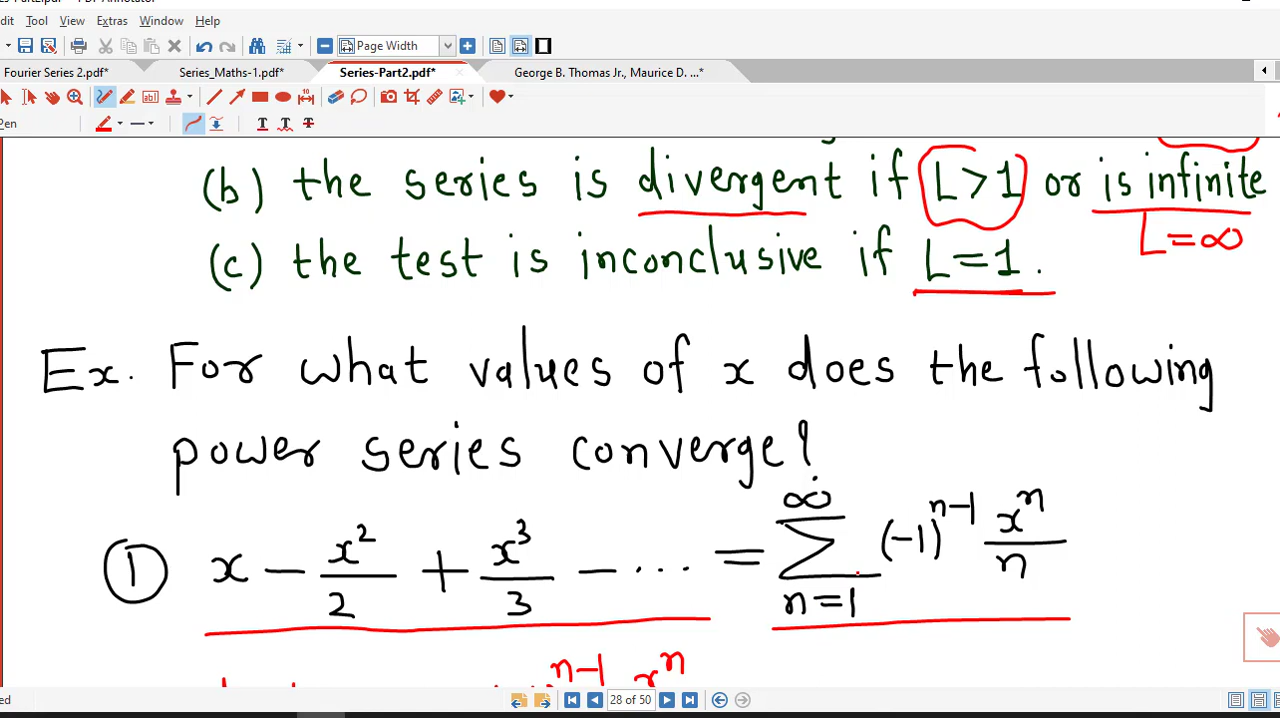 dit Tool View Extras Window Help
Page Width
Fourier Series 2.pdf* Series_Maths-1.pdf* Series-Part2.pdf* George B. Thomas Jr., Maurice D. ...*
Pen
(b) the series is divergent if L>1 or is infinite
L=∞
(c) the test is inconclusive if L=1.
Ex. For what values of x does the following
power series converge?
① x - x²/2 + x³/3 - ... = ∑_{n=1}^{∞} (-1)^{n-1} x^n/n
n-1 x^n
28 of 50